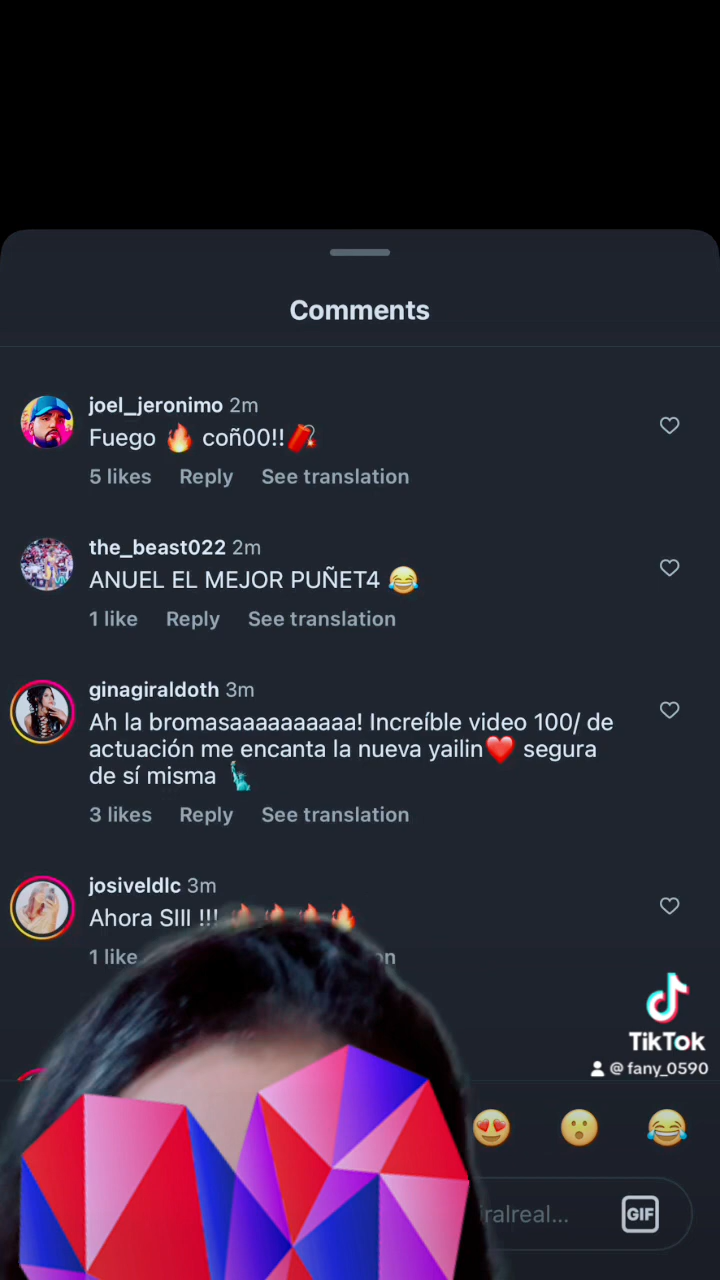 Comments
joel_jeronimo 2m
Fuego 🔥 coñ00!!🧨
5 likes Reply See translation
the_beast022 2m
ANUEL EL MEJOR PUÑET4 😂
1 like Reply See translation
ginagiraldoth 3m
Ah la bromasaaaaaaaaaa! Increíble video 100/ de
actuación me encanta la nueva yailin❤️ segura
de sí misma 🗽
3 likes Reply See translation
josiveldlc 3m
Ahora SIII !!! 🔥🔥🔥🔥
1 like
TikTok
@fany_0590
GIF